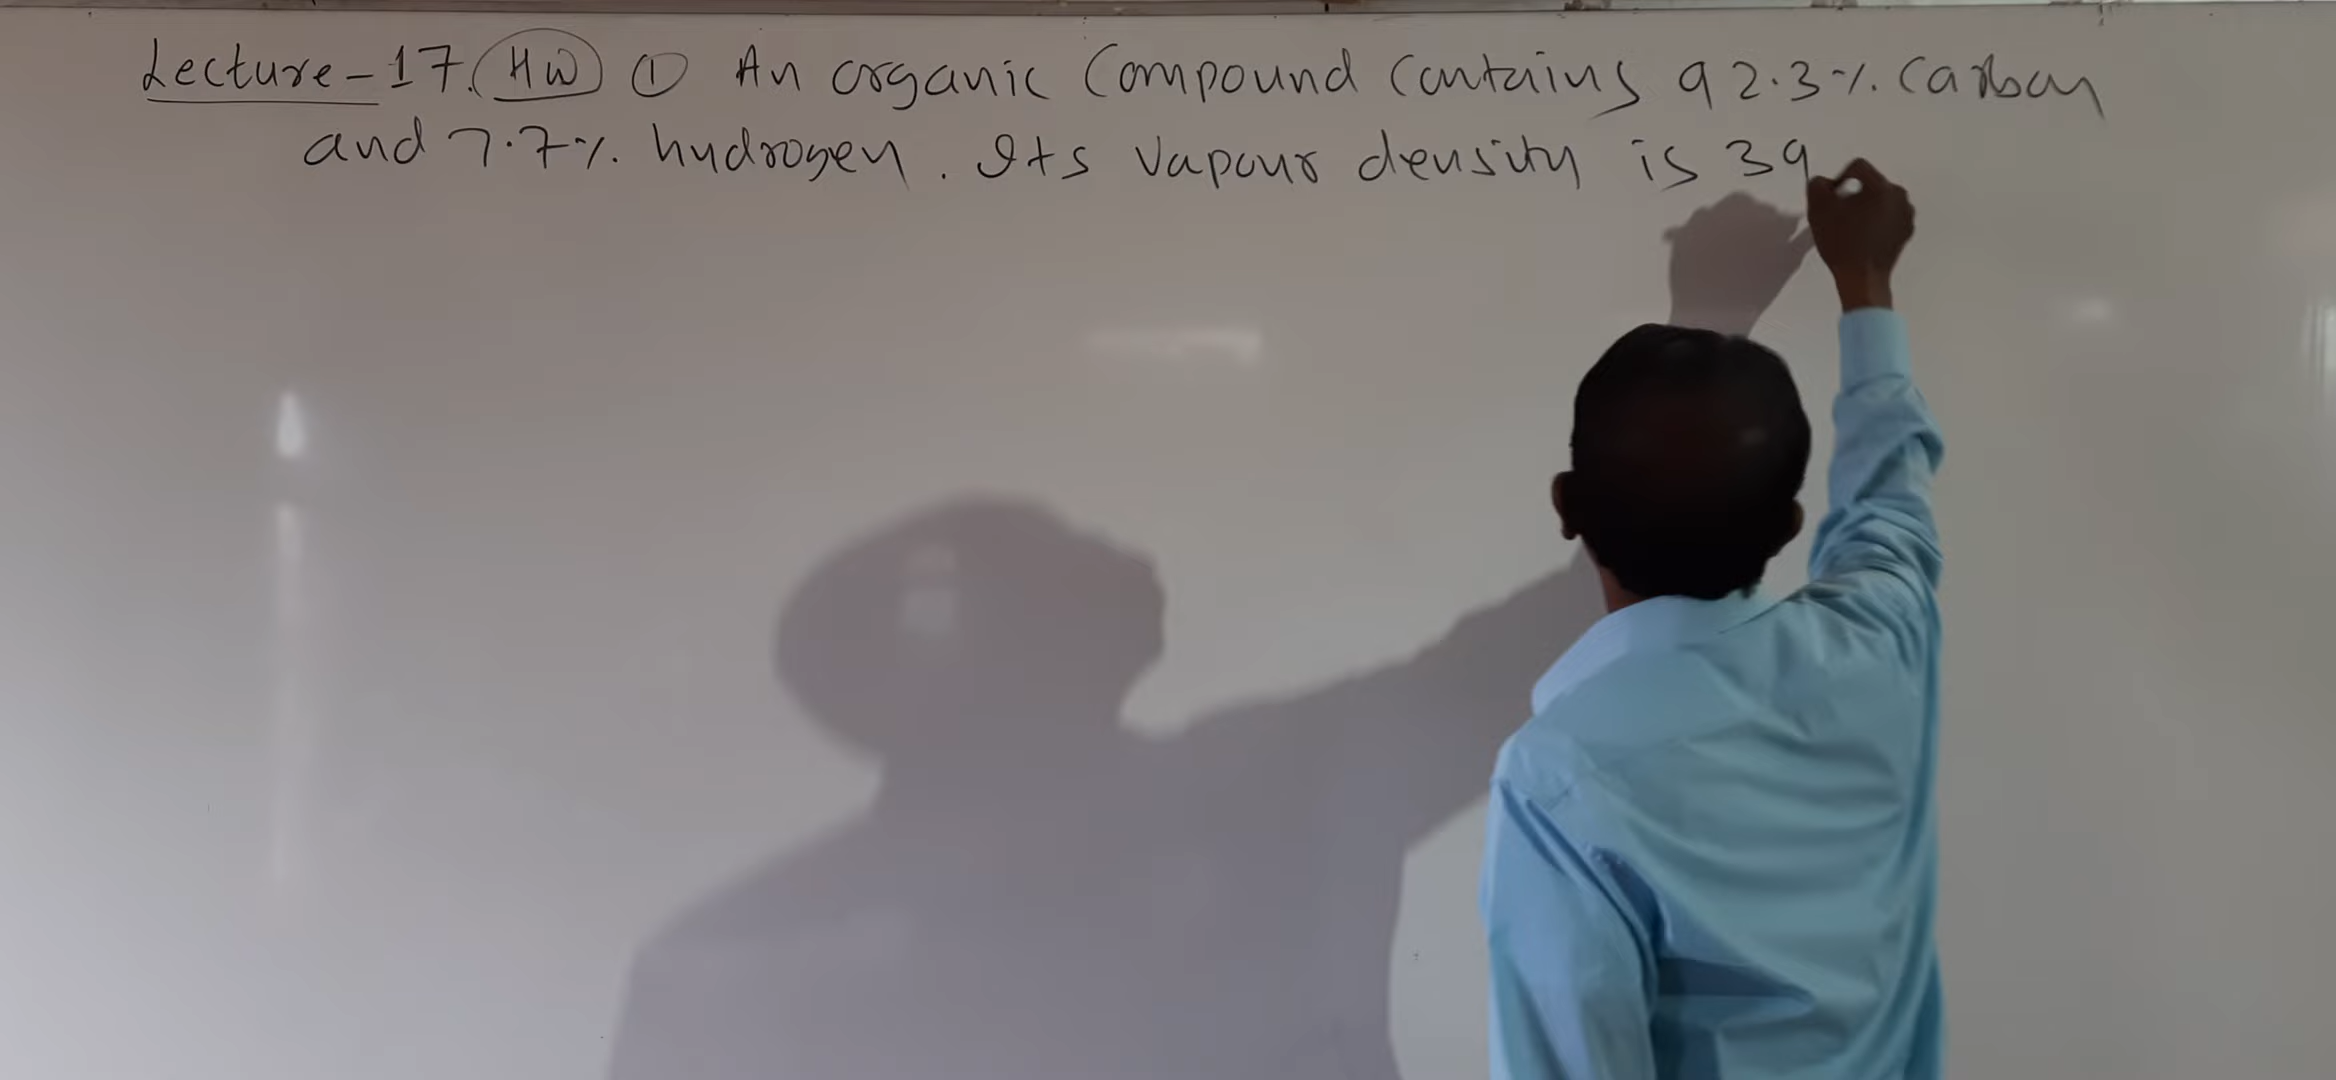 Lecture-17. HW ① An organic Compound Contains 92.3%. Carbon
and 7.7%. hydrogen. Its Vapour density is 39